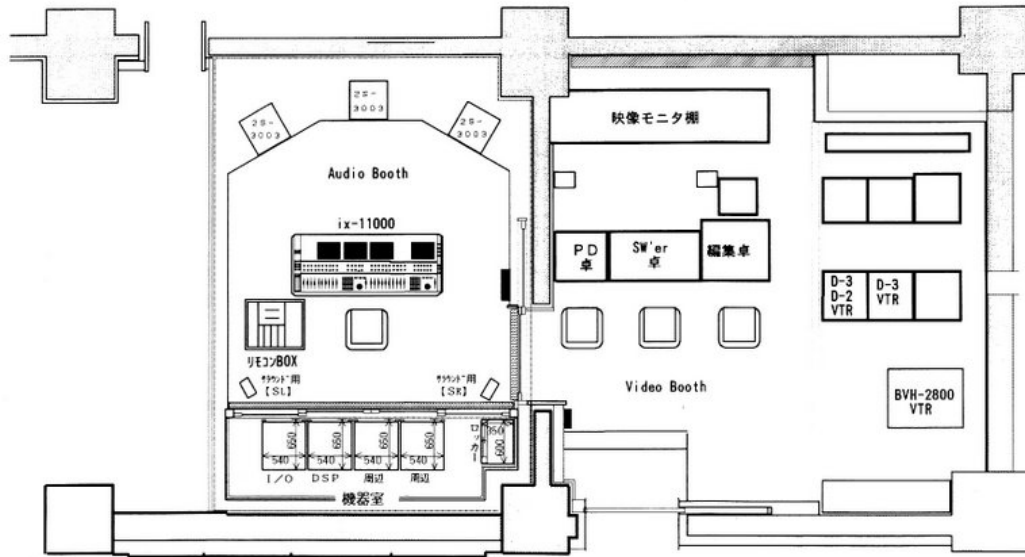 2S-
3003
2S-
3003
2S-
3003
Audio Booth
ix-11000
リモコンBOX
サラウンド用
【SL】
サラウンド用
【SR】
650
540
I/O
650
540
DSP
650
540
周辺
650
540
周辺
ロッカー
350
600
機器室
映像モニタ棚
PD
卓
SW'er
卓
編集卓
D-3
D-2
VTR
D-3
VTR
Video Booth
BVH-2800
VTR